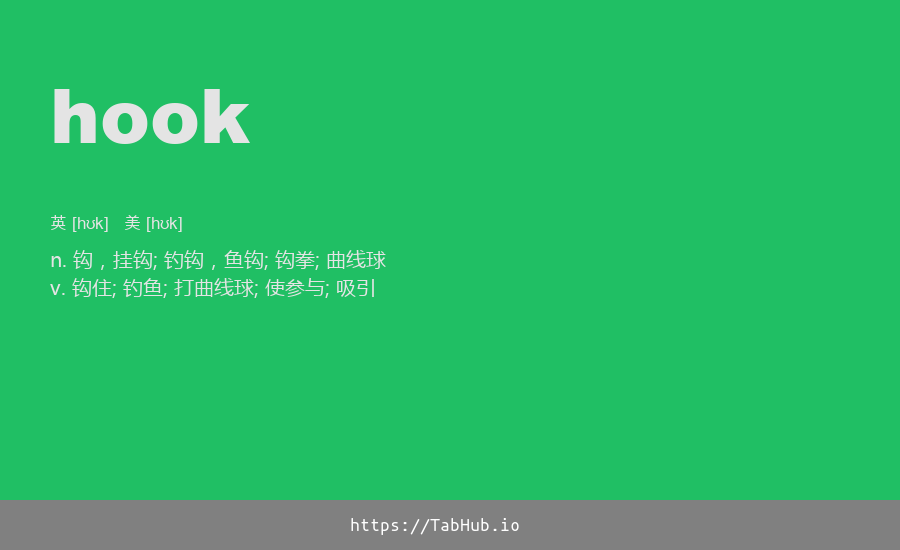 hook
英 [hʊk] 美 [hʊk]
n. 钩，挂钩; 钓钩，鱼钩; 钩拳; 曲线球
v. 钩住; 钓鱼; 打曲线球; 使参与; 吸引
https://TabHub.io